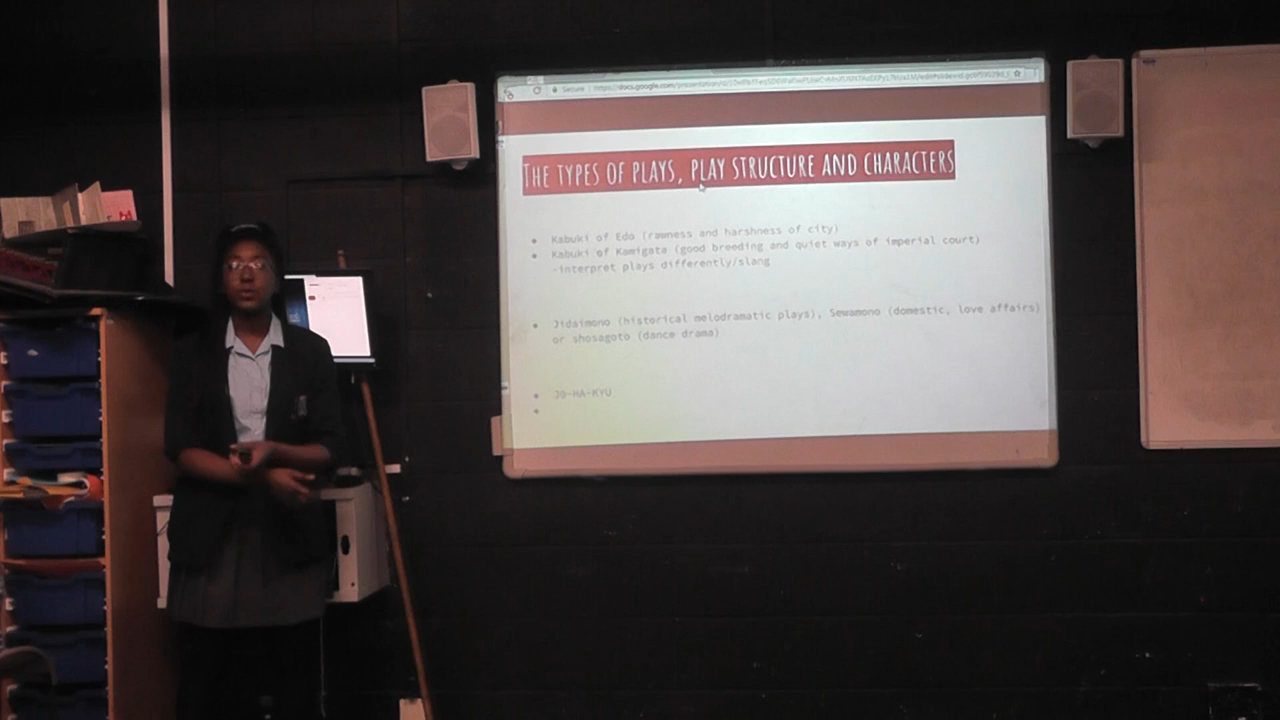 Secure
THE TYPES OF PLAYS, PLAY STRUCTURE AND CHARACTERS
Kabuki of Edo (rawness and harshness of city)
Kabuki of Kamigata (good breeding and quiet ways of imperial court)
-interpret plays differently/slang
Jidaimono (historical melodramatic plays), Sewamono (domestic, love affairs)
or shosagoto (dance drama)
JO-HA-KYU